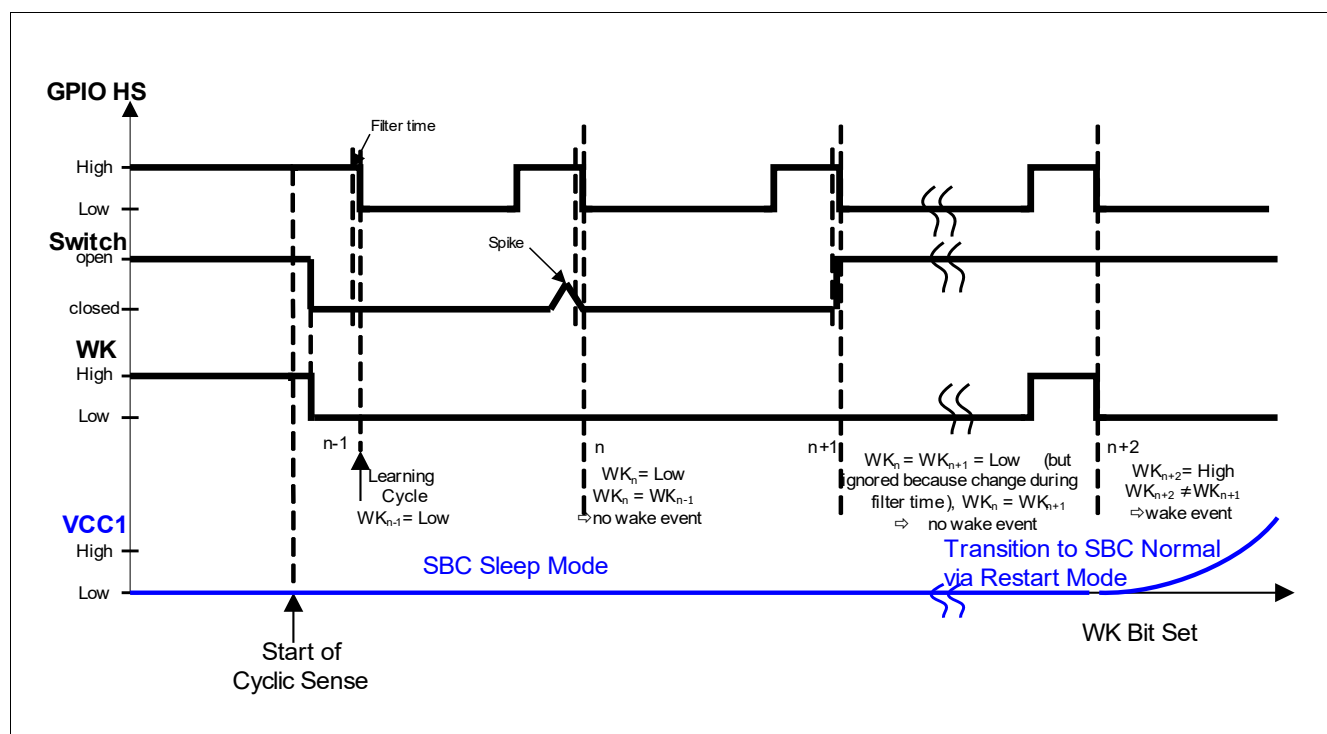 GPIO HS
Filter time
High
Low
Switch
open
Spike
closed
WK
High
Low
n-1
n
n+1
n+2
Learning
Cycle
WKn-1 = Low
WKn = Low
WKn = WKn-1
⇨no wake event
WKn = WKn+1 = Low (but
ignored because change during
filter time), WKn = WKn+1
⇨ no wake event
WKn+2 = High
WKn+2 ≠ WKn+1
⇨wake event
VCC1
High
Low
SBC Sleep Mode
Transition to SBC Normal
via Restart Mode
WK Bit Set
Start of
Cyclic Sense